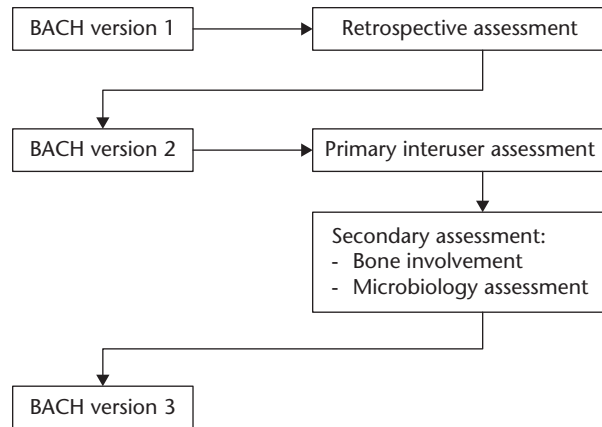 BACH version 1
Retrospective assessment
BACH version 2
Primary interuser assessment
Secondary assessment:
- Bone involvement
- Microbiology assessment
BACH version 3